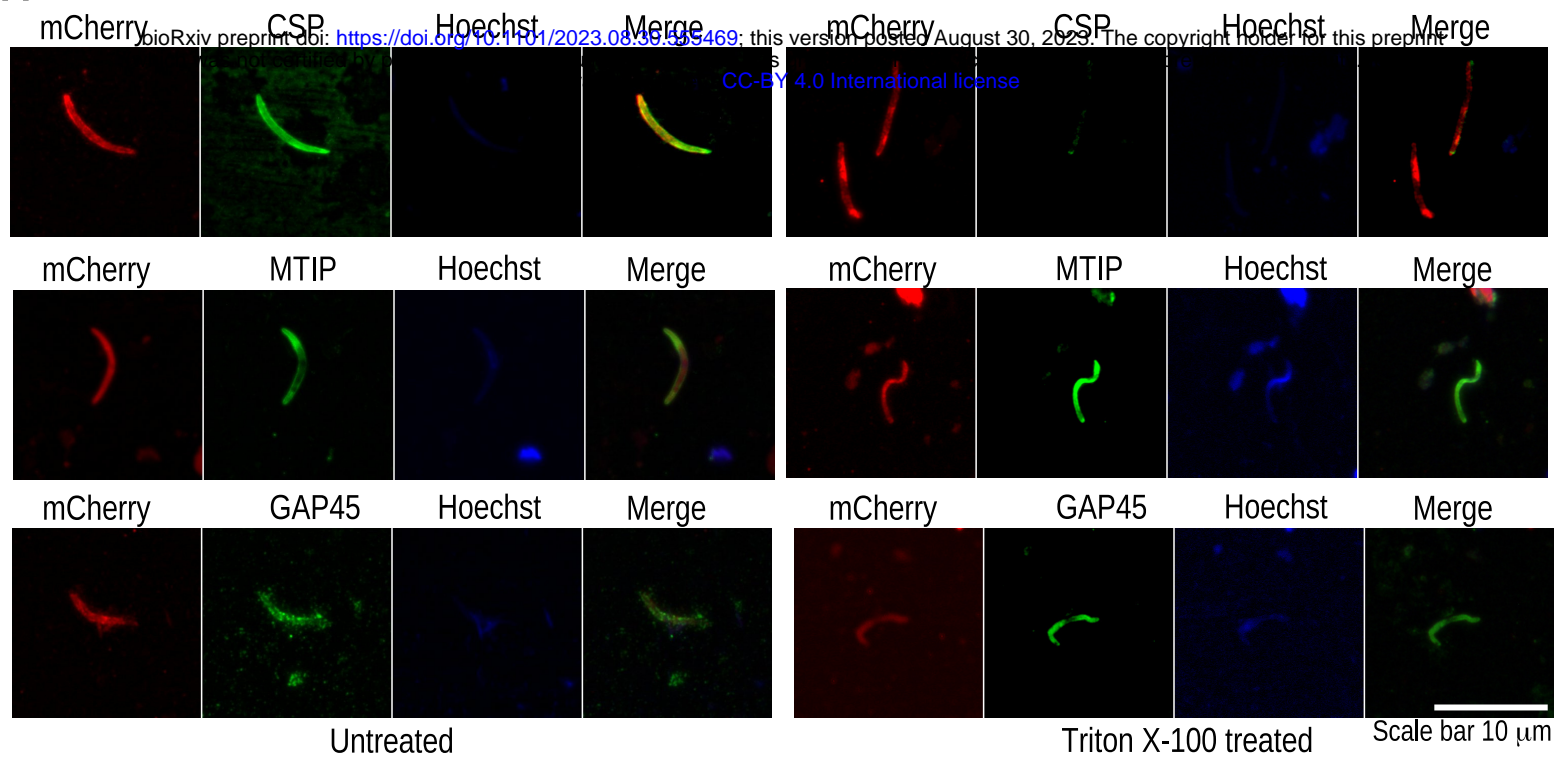 mCherry CSP Hoechst Merge mCherry CSP Hoechst Merge
bioRxiv preprint doi: https://doi.org/10.1101/2023.08.30.555469; this version posted August 30, 2023. The copyright holder for this preprint
CC-BY 4.0 International license
mCherry MTIP Hoechst Merge mCherry MTIP Hoechst Merge
mCherry GAP45 Hoechst Merge mCherry GAP45 Hoechst Merge
Untreated Triton X-100 treated Scale bar 10 μm